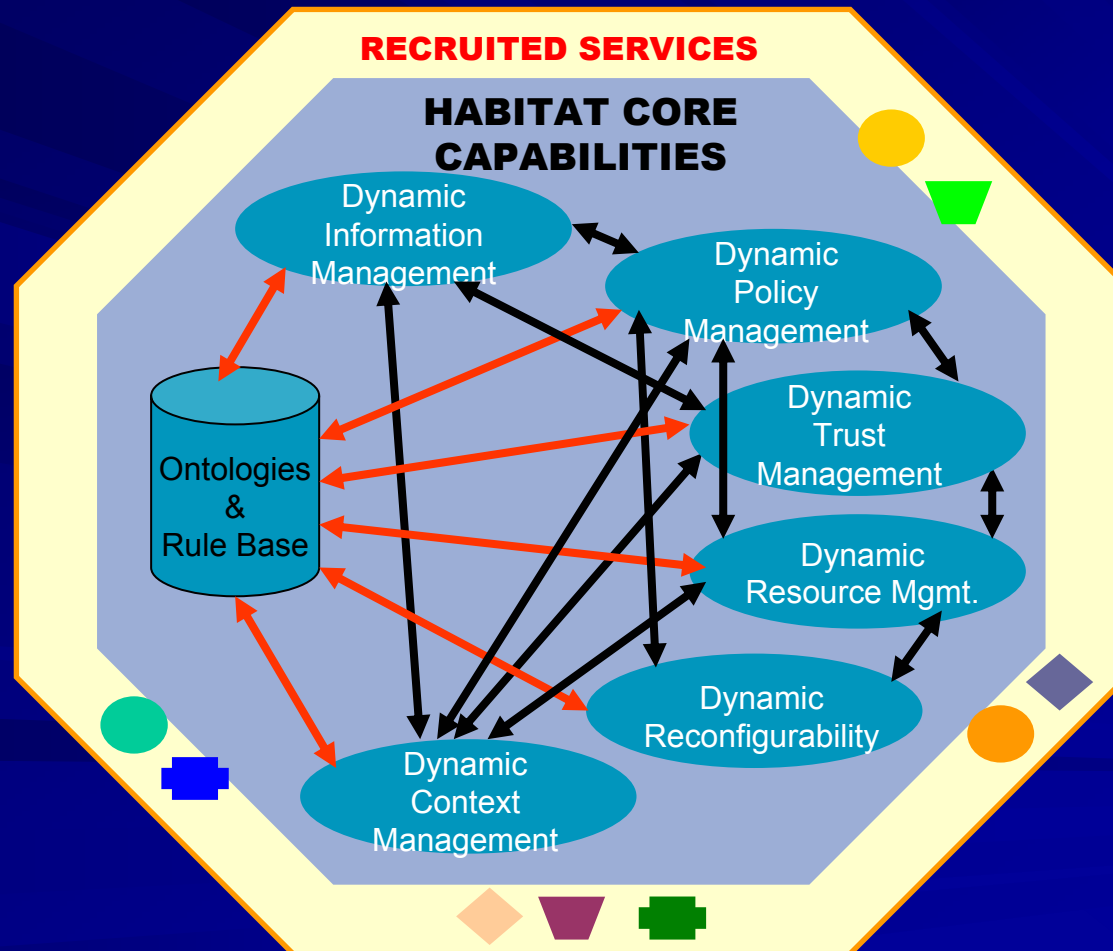 RECRUITED SERVICES
HABITAT CORE
CAPABILITIES
Dynamic
Information
Management
Dynamic
Policy
Management
Dynamic
Trust
Management
Ontologies
&
Rule Base
Dynamic
Resource Mgmt.
Dynamic
Reconfigurability
Dynamic
Context
Management